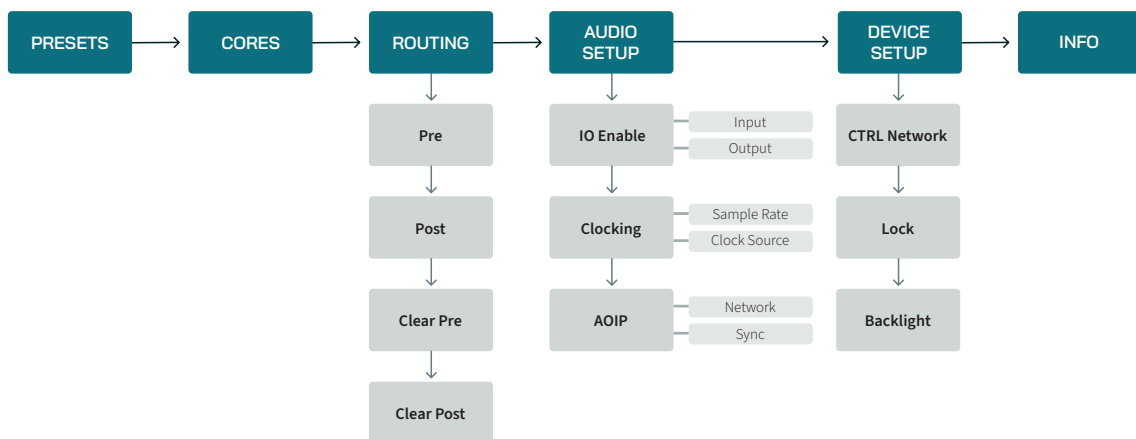 PRESETS
CORES
ROUTING
AUDIO
SETUP
DEVICE
SETUP
INFO
Pre
IO Enable
Input
Output
CTRL Network
Post
Clocking
Sample Rate
Clock Source
Lock
Clear Pre
AOIP
Network
Sync
Backlight
Clear Post